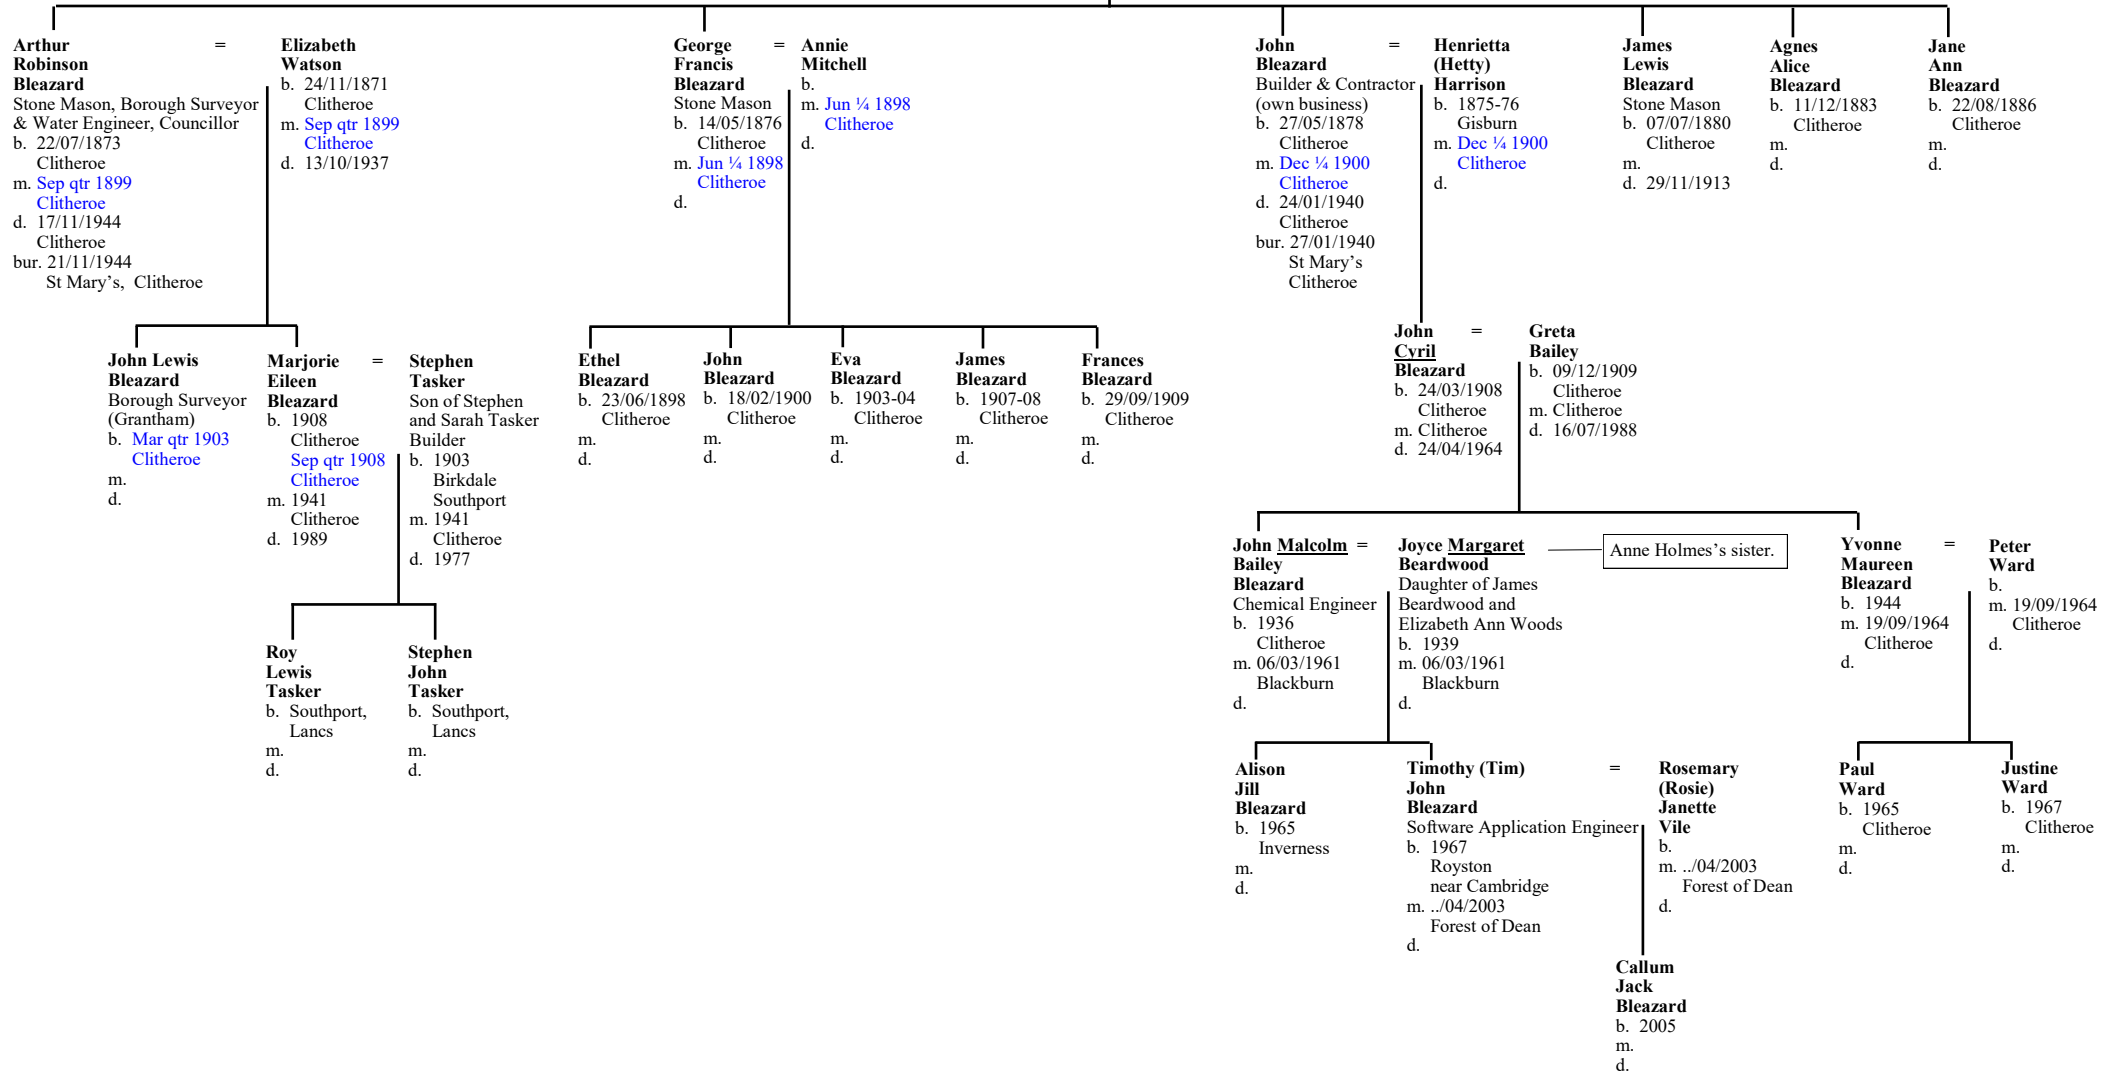 Arthur
Robinson
Bleazard
Stone Mason, Borough Surveyor
& Water Engineer, Councillor
b. 22/07/1873
Clitheroe
m. Sep qtr 1899
Clitheroe
d. 17/11/1944
Clitheroe
bur. 21/11/1944
St Mary's, Clitheroe
=
Elizabeth
Watson
b. 24/11/1871
Clitheroe
m. Sep qtr 1899
Clitheroe
d. 13/10/1937
George
Francis
Bleazard
Stone Mason
b. 14/05/1876
Clitheroe
m. Jun ¼ 1898
Clitheroe
d.
=
Annie
Mitchell
b.
m. Jun ¼ 1898
Clitheroe
d.
John
Bleazard
Builder & Contractor
(own business)
b. 27/05/1878
Clitheroe
m. Dec ¼ 1900
Clitheroe
d. 24/01/1940
Clitheroe
bur. 27/01/1940
St Mary's
Clitheroe
=
Henrietta
(Hetty)
Harrison
b. 1875-76
Gisburn
m. Dec ¼ 1900
Clitheroe
d.
James
Lewis
Bleazard
Stone Mason
b. 07/07/1880
Clitheroe
m.
d. 29/11/1913
Agnes
Alice
Bleazard
b. 11/12/1883
Clitheroe
m.
d.
Jane
Ann
Bleazard
b. 22/08/1886
Clitheroe
m.
d.
John Lewis
Bleazard
Borough Surveyor
(Grantham)
b. Mar qtr 1903
Clitheroe
m.
d.
Marjorie
Eileen
Bleazard
b. 1908
Clitheroe
Sep qtr 1908
Clitheroe
m. 1941
Clitheroe
d. 1989
=
Stephen
Tasker
Son of Stephen
and Sarah Tasker
Builder
b. 1903
Birkdale
Southport
m. 1941
Clitheroe
d. 1977
Ethel
Bleazard
b. 23/06/1898
Clitheroe
m.
d.
John
Bleazard
b. 18/02/1900
Clitheroe
m.
d.
Eva
Bleazard
b. 1903-04
Clitheroe
m.
d.
James
Bleazard
b. 1907-08
Clitheroe
m.
d.
Frances
Bleazard
b. 29/09/1909
Clitheroe
m.
d.
John
Cyril
Bleazard
b. 24/03/1908
Clitheroe
m. Clitheroe
d. 24/04/1964
=
Greta
Bailey
b. 09/12/1909
Clitheroe
m. Clitheroe
d. 16/07/1988
John Malcolm
Bailey
Bleazard
Chemical Engineer
b. 1936
Clitheroe
m. 06/03/1961
Blackburn
d.
=
Joyce Margaret
Beardwood
Daughter of James
Beardwood and
Elizabeth Ann Woods
b. 1939
m. 06/03/1961
Blackburn
d.
Anne Holmes's sister.
Yvonne
Maureen
Bleazard
b. 1944
m. 19/09/1964
Clitheroe
d.
=
Peter
Ward
b.
m. 19/09/1964
Clitheroe
d.
Roy
Lewis
Tasker
b. Southport,
Lancs
m.
d.
Stephen
John
Tasker
b. Southport,
Lancs
m.
d.
Alison
Jill
Bleazard
b. 1965
Inverness
m.
d.
Timothy (Tim)
John
Bleazard
Software Application Engineer
b. 1967
Royston
near Cambridge
m. ../04/2003
Forest of Dean
d.
=
Rosemary
(Rosie)
Janette
Vile
b.
m. ../04/2003
Forest of Dean
d.
Paul
Ward
b. 1965
Clitheroe
m.
d.
Justine
Ward
b. 1967
Clitheroe
m.
d.
Callum
Jack
Bleazard
b. 2005
m.
d.